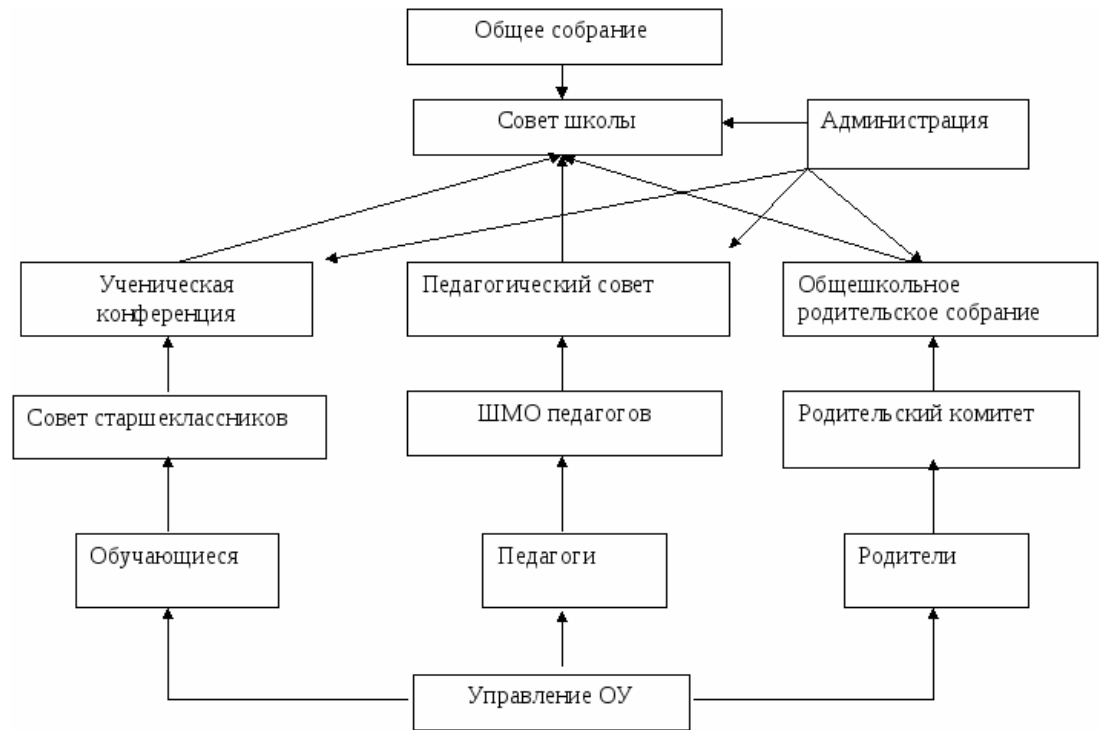 Общее собрание
Совет школы
Администрация
Ученическая
конференция
Педагогический совет
Общешкольное
родительское собрание
Совет старшеклассников
ШМО педагогов
Родительский комитет
Обучающиеся
Педагоги
Родители
Управление ОУ